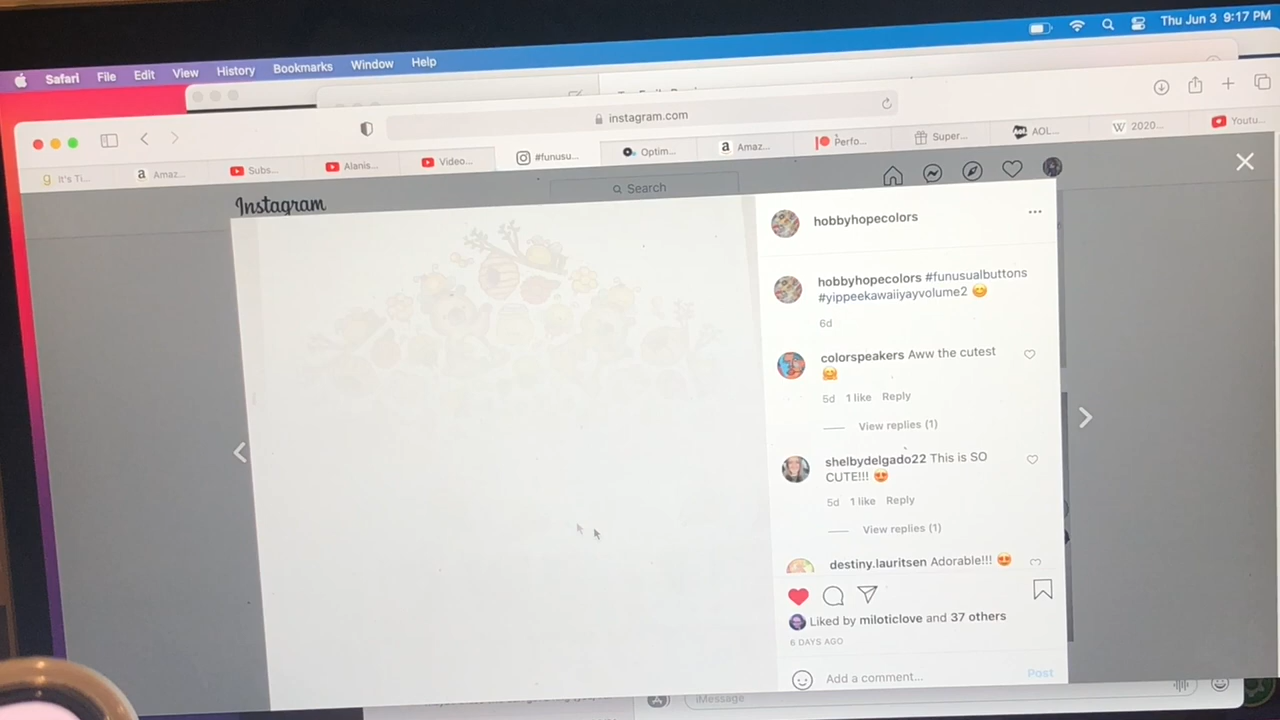 Safari File Edit View History Bookmarks Window Help
Thu Jun 3 9:17 PM
instagram.com
It's Ti...
a Amaz...
Subs...
Alanis...
Video...
#funusu...
Optim...
a Amaz...
Perfo...
Super...
AOL...
W 2020...
Youtu...
Instagram
Search
hobbyhopecolors
hobbyhopecolors #funusualbuttons
#yippeekawaiiyayvolume2 😊
6d
colorspeakers Aww the cutest
🤗
5d 1 like Reply
View replies (1)
shelbydelgado22 This is SO
CUTE!!! 😍
5d 1 like Reply
View replies (1)
destiny.lauritsen Adorable!!! 😍
Liked by miloticlove and 37 others
6 DAYS AGO
Add a comment...
Post
iMessage